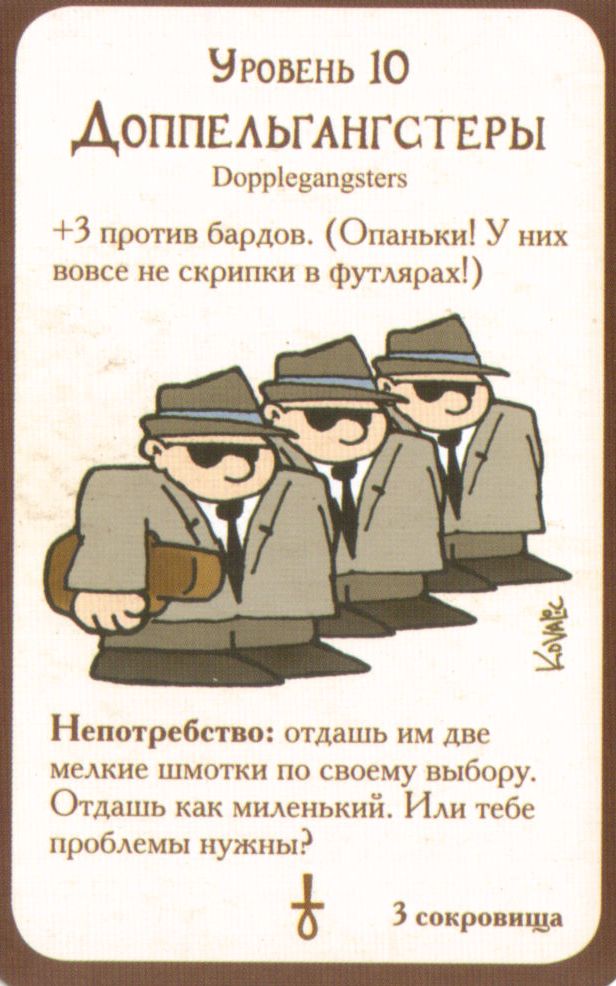 Уровень 10
Доппельгангстеры
Dopplegangsters
+3 против бардов. (Опаньки! У них
вовсе не скрипки в футлярах!)
KOVALIC
Непотребство: отдашь им две
мелкие шмотки по своему выбору.
Отдашь как миленький. Или тебе
проблемы нужны?
3 сокровища